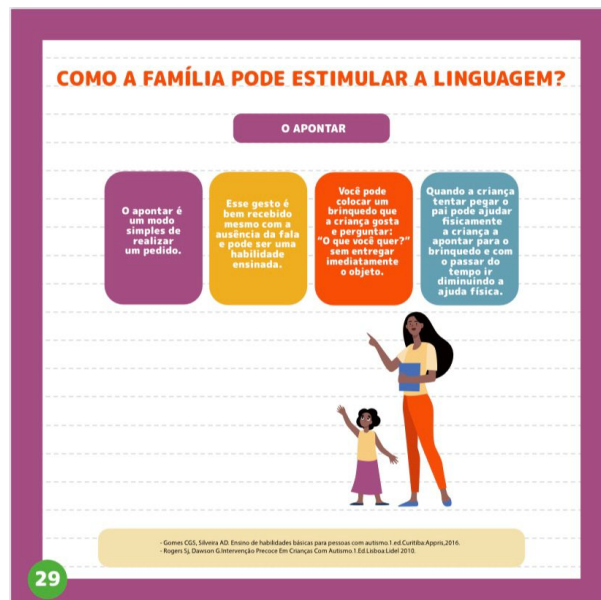 COMO A FAMÍLIA PODE ESTIMULAR A LINGUAGEM?
O APONTAR
O apontar é
um modo
simples de
realizar
um pedido.
Esse gesto é
bem recebido
mesmo com a
ausência da fala
e pode ser uma
habilidade
ensinada.
Você pode
colocar um
brinquedo que
a criança gosta
e perguntar:
"O que você quer?"
sem entregar
imediatamente
o objeto.
Quando a criança
tentar pegar o
pai pode ajudar
fisicamente
a criança a
apontar para o
brinquedo e com
o passar do
tempo ir
diminuindo a
ajuda física.
- Gomes CGS, Silveira AD. Ensino de habilidades básicas para pessoas com autismo.1.ed.Curitiba:Appris,2016.
- Rogers Sj, Dawson G.Intervenção Precoce Em Crianças Com Autismo.1.Ed.Lisboa:Lidel 2010.
29